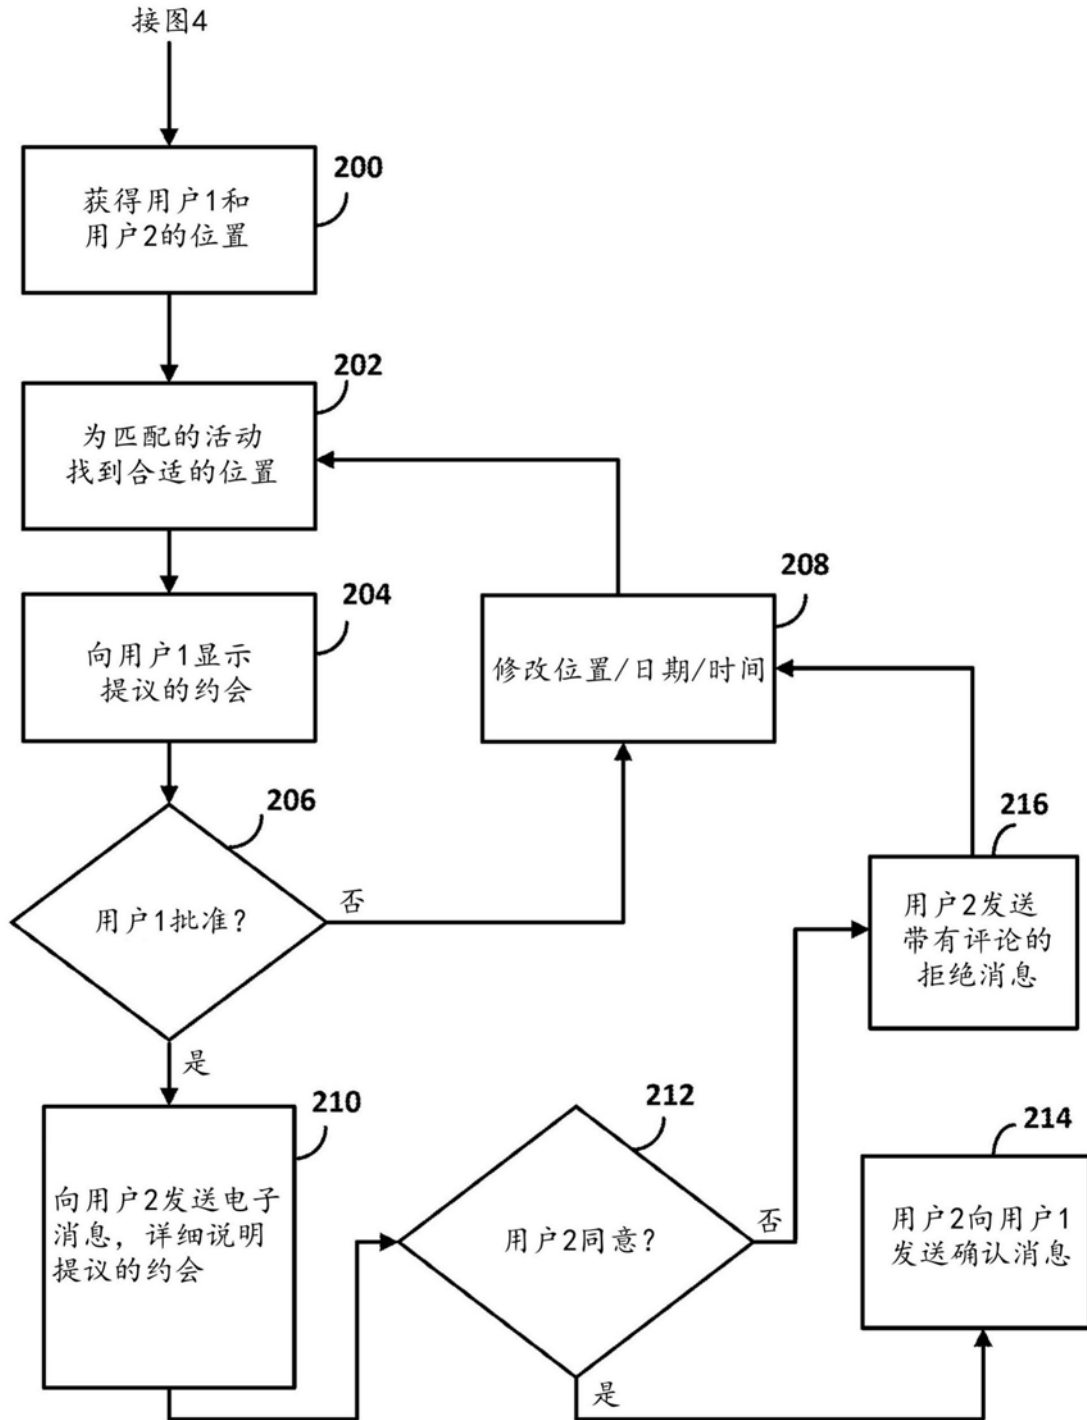 接图4
200
获得用户1和
用户2的位置
202
为匹配的活动
找到合适的位置
204
向用户1显示
提议的约会
208
修改位置/日期/时间
206
用户1批准?
否
是
216
用户2发送
带有评论的
拒绝消息
210
向用户2发送电子
消息，详细说明
提议的约会
212
用户2同意?
否
是
214
用户2向用户1
发送确认消息